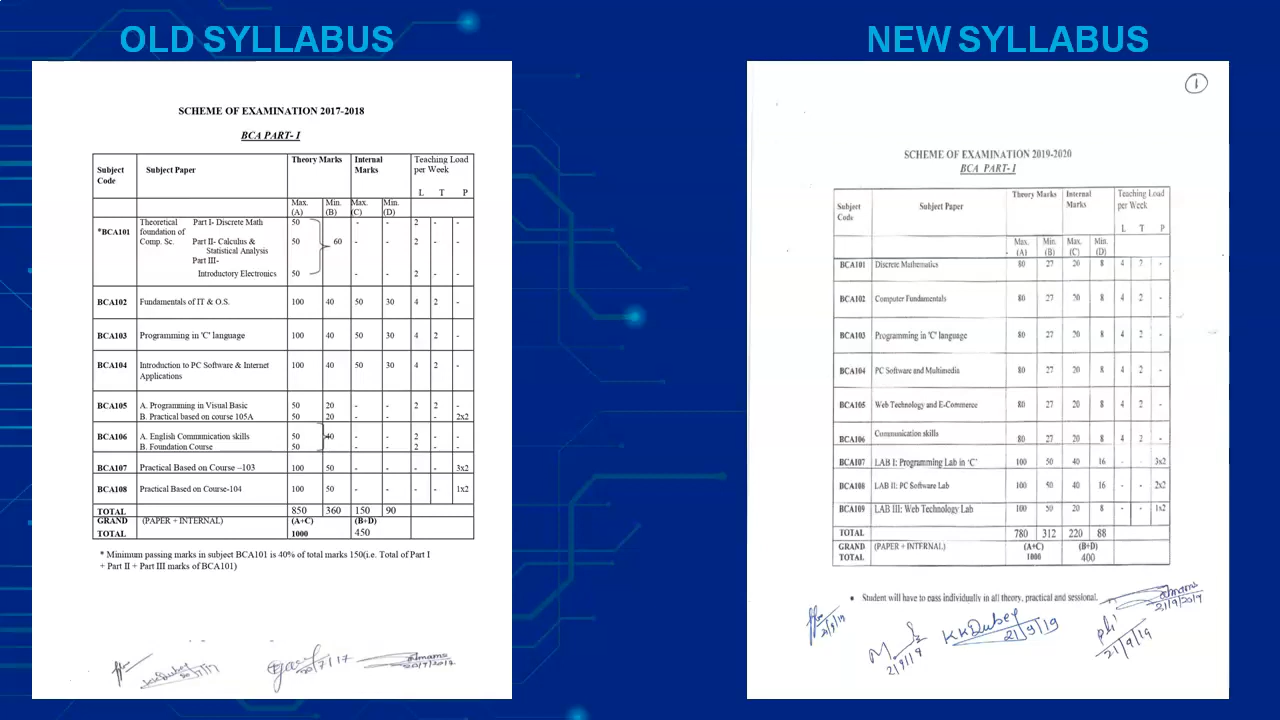 OLD SYLLABUS
SCHEME OF EXAMINATION 2017-2018
BCA PART- I
Subject Code Subject Paper Theory Marks Internal Marks Teaching Load per Week
L T P
Max. (A) Min. (B) Max. (C) Min. (D)
*BCA101 Theoretical foundation of Comp. Sc. Part I- Discrete Math 50 - - 2 - -
Part II- Calculus & Statistical Analysis 50 60 - - 2 - -
Part III- Introductory Electronics 50 - - 2 - -
BCA102 Fundamentals of IT & O.S. 100 40 50 30 4 2 -
BCA103 Programming in 'C' language 100 40 50 30 4 2 -
BCA104 Introduction to PC Software & Internet Applications 100 40 50 30 4 2 -
BCA105 A. Programming in Visual Basic 50 20 - - 2 2 -
B. Practical based on course 105A 50 20 - - - 2x2
BCA106 A. English Communication skills 50 40 - - 2 - -
B. Foundation Course 50 - - 2 - -
BCA107 Practical Based on Course –103 100 50 - - - - 3x2
BCA108 Practical Based on Course-104 100 50 - - - - 1x2
TOTAL 850 360 150 90
GRAND TOTAL (PAPER + INTERNAL) (A+C) 1000 (B+D) 450
* Minimum passing marks in subject BCA101 is 40% of total marks 150(i.e. Total of Part I
+ Part II + Part III marks of BCA101)
NEW SYLLABUS
1
SCHEME OF EXAMINATION 2019-2020
BCA PART- I
Subject Code Subject Paper Theory Marks Internal Marks Teaching Load per Week
L T P
Max. (A) Min. (B) Max. (C) Min. (D)
BCA101 Discrete Mathematics 80 27 20 8 4 2 -
BCA102 Computer Fundamentals 80 27 20 8 4 2 -
BCA103 Programming in 'C' language 80 27 20 8 4 2 -
BCA104 PC Software and Multimedia 80 27 20 8 4 2 -
BCA105 Web Technology and E-Commerce 80 27 20 8 4 2 -
BCA106 Communication skills 80 27 20 8 4 2 -
BCA107 LAB I: Programming Lab in 'C' 100 50 40 16 - - 3x2
BCA108 LAB II: PC Software Lab 100 50 40 16 - - 2x2
BCA109 LAB III: Web Technology Lab 100 50 20 8 - - 1x2
TOTAL 780 312 220 88
GRAND TOTAL (PAPER + INTERNAL) (A+C) 1000 (B+D) 400
• Student will have to pass individually in all theory, practical and sessional.
KKDubey
21/9/19
21/9/19